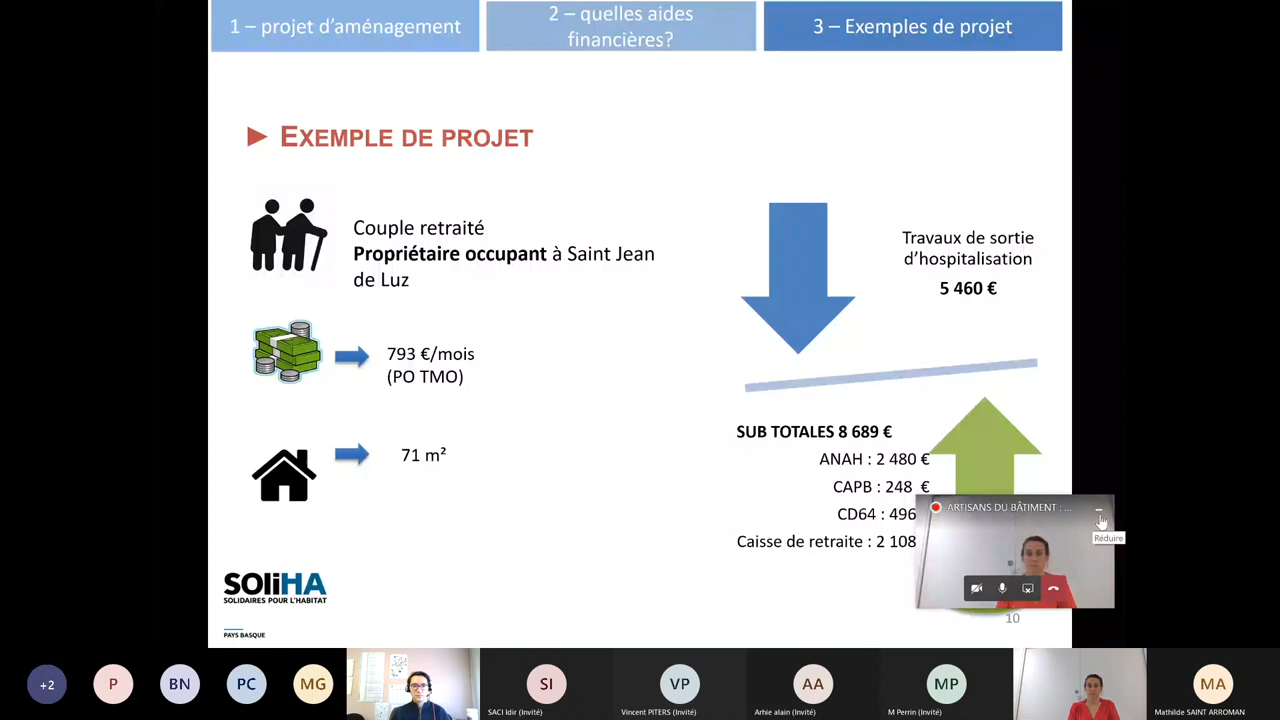 1 – projet d’aménagement
2 – quelles aides
financières?
3 – Exemples de projet
► EXEMPLE DE PROJET
Couple retraité
Propriétaire occupant à Saint Jean
de Luz
793 €/mois
(PO TMO)
71 m²
Travaux de sortie
d’hospitalisation
5 460 €
SUB TOTALES 8 689 €
ANAH : 2 480 €
CAPB : 248 €
CD64 : 496
Caisse de retraite : 2 108
ARTISANS DU BÂTIMENT : ...
Réduire
SOLiHA
SOLIDAIRES POUR L’HABITAT
PAYS BASQUE
10
+2
P
BN
PC
MG
SI
VP
AA
MP
MA
SACI Idir (Invité)
Vincent PITERS (Invité)
Arhie alain (Invité)
M Perrin (Invité)
Mathilde SAINT ARROMAN